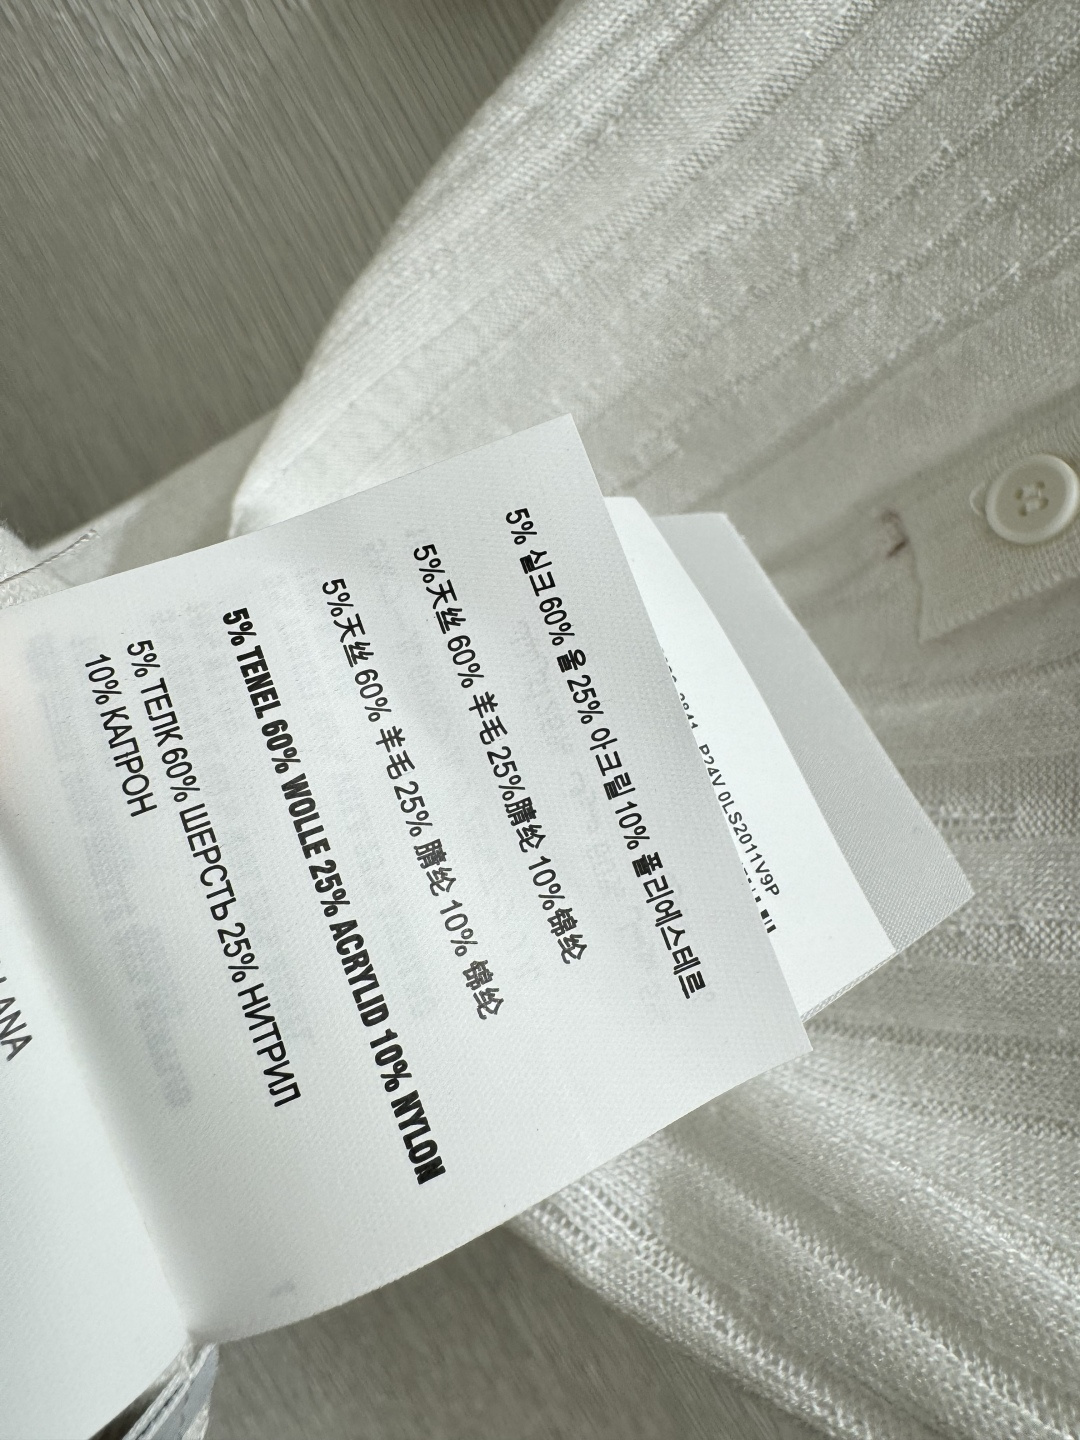 5% 실크 60% 울 25% 아크릴 10% 폴리에스테르
5%天丝 60% 羊毛 25%腈纶 10%锦纶
5%天丝 60% 羊毛 25% 腈纶 10% 锦纶
5% TENEL 60% WOLLE 25% ACRYLID 10% NYLON
5% ТЕЛК 60% ШЕРСТЬ 25% НИТРИЛ
10% КАПРОН
P24V 0LS2011V9P